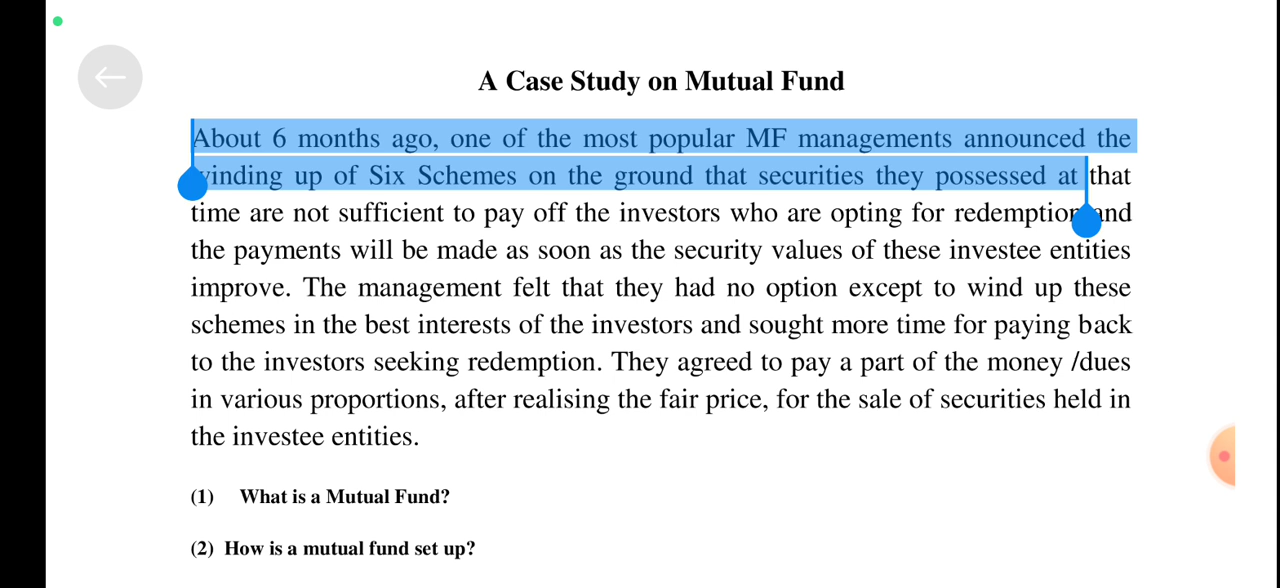 A Case Study on Mutual Fund
About 6 months ago, one of the most popular MF managements announced the
winding up of Six Schemes on the ground that securities they possessed at that
time are not sufficient to pay off the investors who are opting for redemption and
the payments will be made as soon as the security values of these investee entities
improve. The management felt that they had no option except to wind up these
schemes in the best interests of the investors and sought more time for paying back
to the investors seeking redemption. They agreed to pay a part of the money /dues
in various proportions, after realising the fair price, for the sale of securities held in
the investee entities.
(1) What is a Mutual Fund?
(2) How is a mutual fund set up?